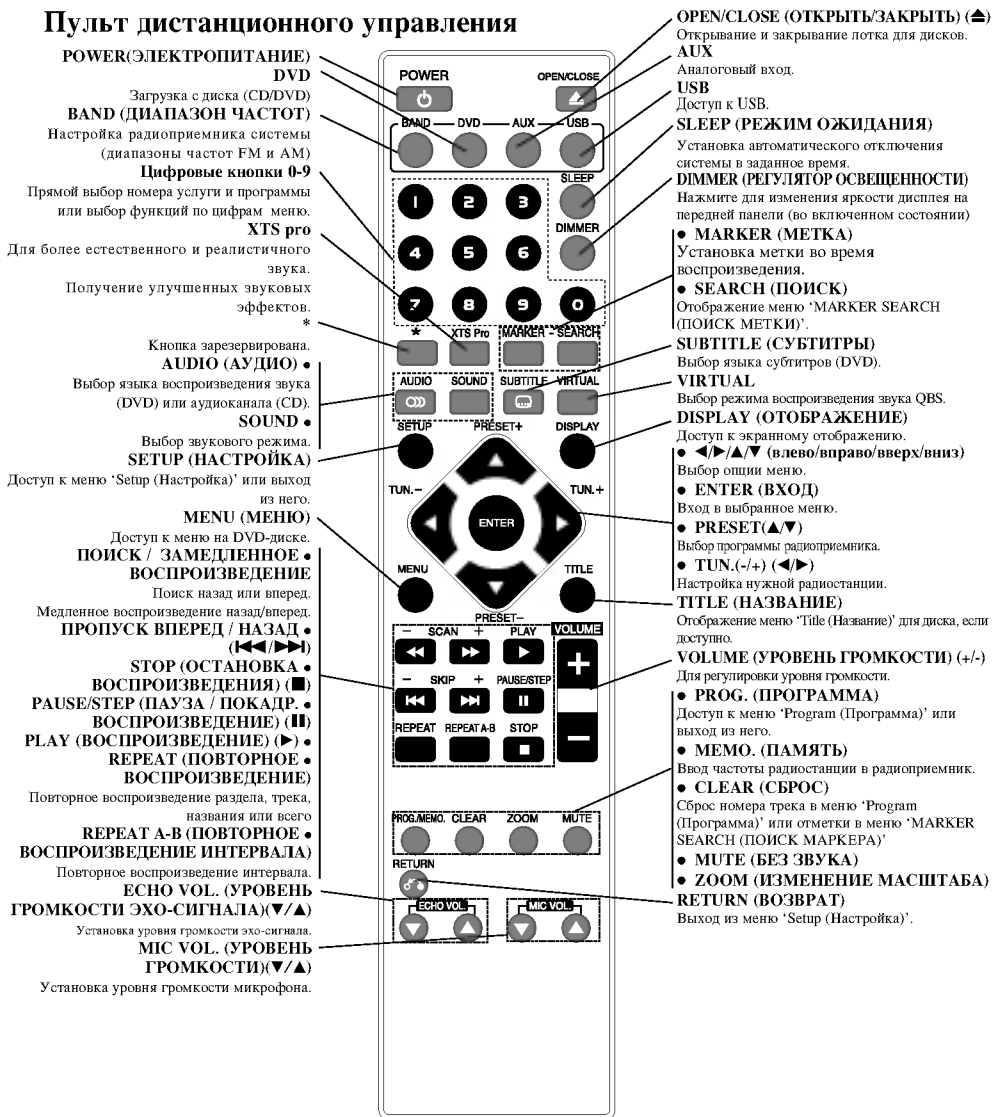 Пульт дистанционного управления
POWER(ЭЛЕКТРОПИТАНИЕ)
DVD
Загрузка с диска (CD/DVD)
BAND (ДИАПАЗОН ЧАСТОТ)
Настройка радиоприемника системы
(диапазоны частот FM и AM)
Цифровые кнопки 0-9
Прямой выбор номера услуги и программы
или выбор функций по цифрам меню.
XTS pro
Для более естественного и реалистичного
звука.
Получение улучшенных звуковых
эффектов.
*
Кнопка зарезервирована.
AUDIO (АУДИО) ●
Выбор языка воспроизведения звука
(DVD) или аудиоканала (CD).
SOUND ●
Выбор звукового режима.
SETUP (НАСТРОЙКА)
Доступ к меню ‘Setup (Настройка)’ или выход
из него.
MENU (МЕНЮ)
Доступ к меню на DVD-диске.
ПОИСК / ЗАМЕДЛЕННОЕ ●
ВОСПРОИЗВЕДЕНИЕ
Поиск назад или вперед.
Медленное воспроизведение назад/вперед.
ПРОПУСК ВПЕРЕД / НАЗАД ●
(⏮/⏭)
STOP (ОСТАНОВКА ●
ВОСПРОИЗВЕДЕНИЯ) (■)
PAUSE/STEP (ПАУЗА / ПОКАДР. ●
ВОСПРОИЗВЕДЕНИЕ) (⏸)
PLAY (ВОСПРОИЗВЕДЕНИЕ) (▶) ●
REPEAT (ПОВТОРНОЕ ●
ВОСПРОИЗВЕДЕНИЕ)
Повторное воспроизведение раздела, трека,
названия или всего
REPEAT A-B (ПОВТОРНОЕ ●
ВОСПРОИЗВЕДЕНИЕ ИНТЕРВАЛА)
Повторное воспроизведение интервала.
ECHO VOL. (УРОВЕНЬ
ГРОМКОСТИ ЭХО-СИГНАЛА)(▼/▲)
Установка уровня громкости эхо-сигнала.
MIC VOL. (УРОВЕНЬ
ГРОМКОСТИ)(▼/▲)
Установка уровня громкости микрофона.
POWER OPEN/CLOSE
BAND DVD AUX USB
SLEEP
1 2 3
DIMMER
4 5 6
7 8 9 0
* XTS Pro MARKER - SEARCH
AUDIO SOUND SUBTITLE VIRTUAL
SETUP PRESET+ DISPLAY
TUN.- TUN.+
ENTER
MENU TITLE
PRESET-
- SCAN + PLAY VOLUME
+
- SKIP + PAUSE/STEP
REPEAT REPEAT A-B STOP
-
PROG./MEMO. CLEAR ZOOM MUTE
RETURN
ECHO VOL. MIC VOL.
OPEN/CLOSE (ОТКРЫТЬ/ЗАКРЫТЬ) (⏏)
Открывание и закрывание лотка для дисков.
AUX
Аналоговый вход.
USB
Доступ к USB.
SLEEP (РЕЖИМ ОЖИДАНИЯ)
Установка автоматического отключения
системы в заданное время.
DIMMER (РЕГУЛЯТОР ОСВЕЩЕННОСТИ)
Нажмите для изменения яркости дисплея на
передней панели (во включенном состоянии)
● MARKER (МЕТКА)
Установка метки во время
воспроизведения.
● SEARCH (ПОИСК)
Отображение меню ‘MARKER SEARCH
(ПОИСК МЕТКИ)’.
SUBTITLE (СУБТИТРЫ)
Выбор языка субтитров (DVD).
VIRTUAL
Выбор режима воспроизведения звука QBS.
DISPLAY (ОТОБРАЖЕНИЕ)
Доступ к экранному отображению.
● ◀/▶/▲/▼ (влево/вправо/вверх/вниз)
Выбор опции меню.
● ENTER (ВХОД)
Вход в выбранное меню.
● PRESET(▲/▼)
Выбор программы радиоприемника.
● TUN.(-/+) (◀/▶)
Настройка нужной радиостанции.
TITLE (НАЗВАНИЕ)
Отображение меню ‘Title (Название)’ для диска, если
доступно.
VOLUME (УРОВЕНЬ ГРОМКОСТИ) (+/-)
Для регулировки уровня громкости.
● PROG. (ПРОГРАММА)
Доступ к меню ‘Program (Программа)’ или
выход из него.
● MEMO. (ПАМЯТЬ)
Ввод частоты радиостанции в радиоприемник.
● CLEAR (СБРОС)
Сброс номера трека в меню ‘Program
(Программа)’ или отметки в меню ‘MARKER
SEARCH (ПОИСК МАРКЕРА)’
● MUTE (БЕЗ ЗВУКА)
● ZOOM (ИЗМЕНЕНИЕ МАСШТАБА)
RETURN (ВОЗВРАТ)
Выход из меню ‘Setup (Настройка)’.